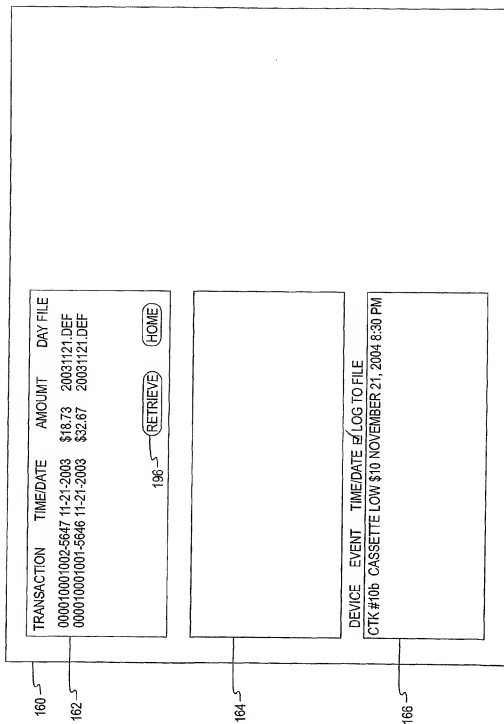 160
162
TRANSACTION TIME/DATE AMOUMT DAY FILE
000010001002-5647 11-21-2003 $18.73 20031121.DEF
000010001001-5646 11-21-2003 $32.67 20031121.DEF
196 RETRIEVE HOME
164
DEVICE EVENT TIME/DATE ☑ LOG TO FILE
CTK #10b CASSETTE LOW $10 NOVEMBER 21, 2004 8:30 PM
166